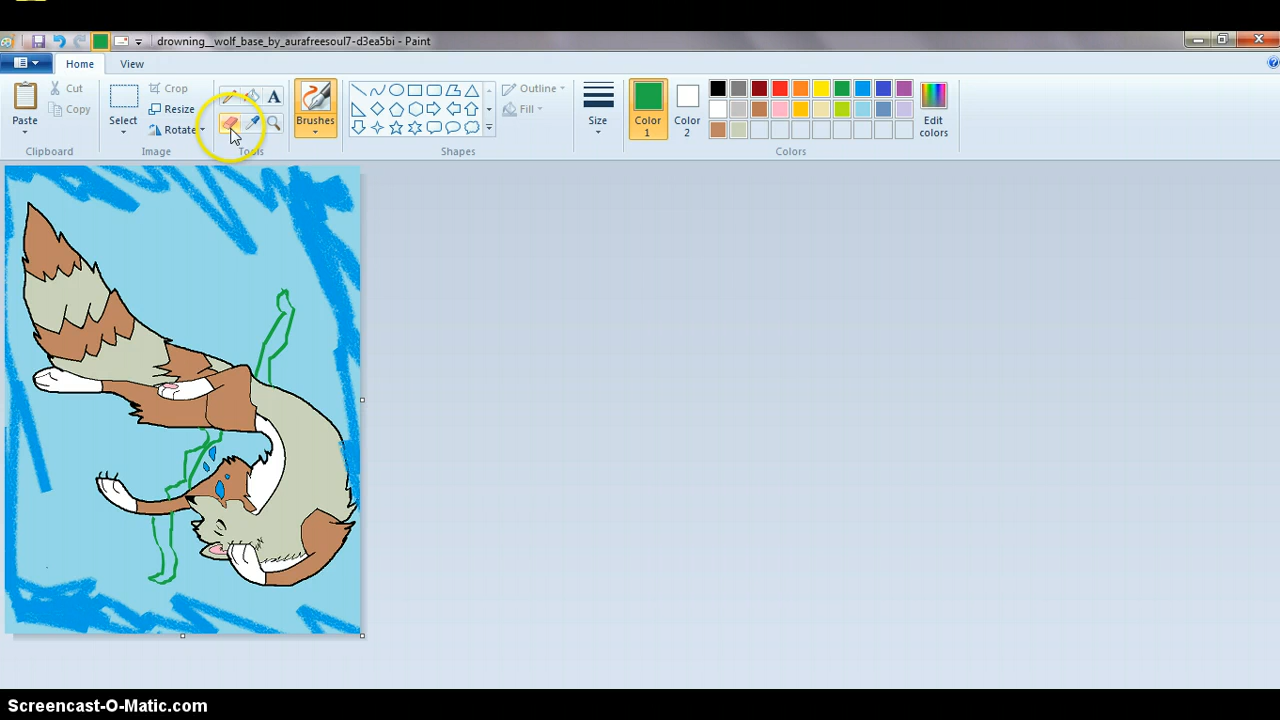 drowning__wolf_base_by_aurafreesoul7-d3ea5bi - Paint
Home View
Paste Cut Copy Clipboard
Select Crop Resize Rotate Image
A
Tools
Brushes
Outline Fill Shapes
Size
Color 1 Color 2 Edit colors Colors
Screencast-O-Matic.com